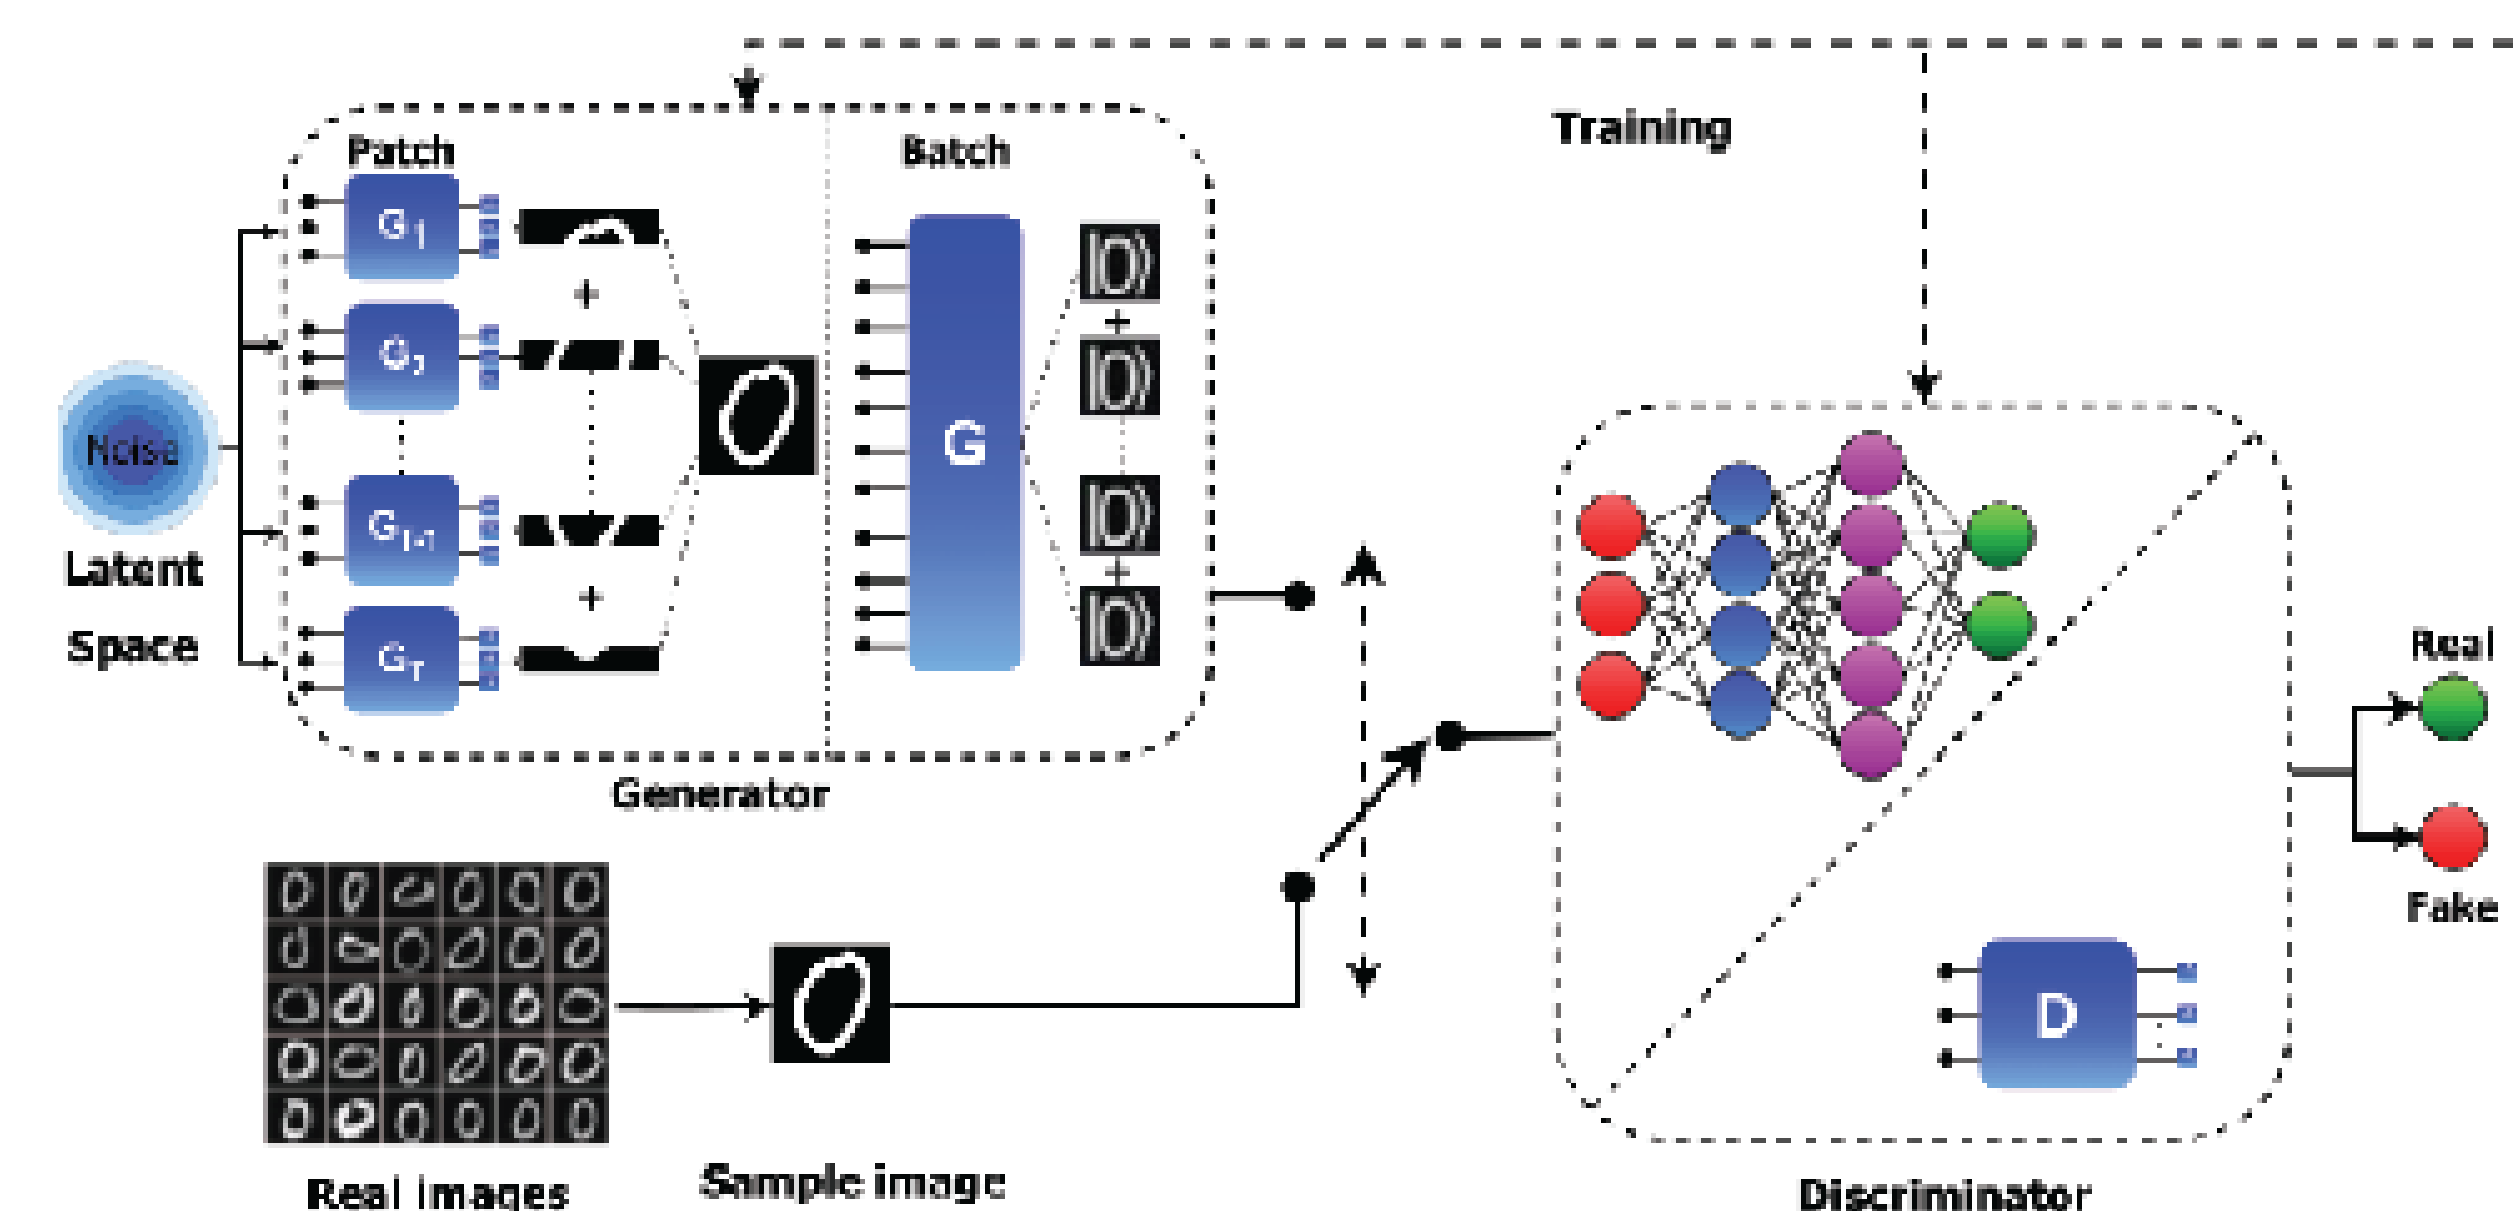 Training
Patch
Batch
G1
G2
GT-1
GT
G
Noise
Latent
Space
Generator
Real
Fake
D
Real images
Sample image
Discriminator